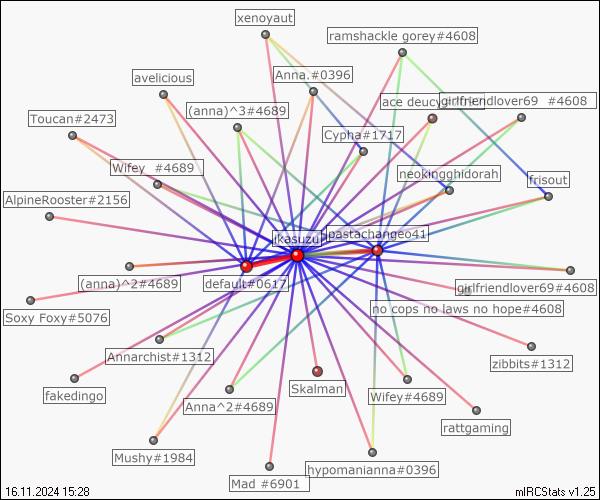 xenoyaut
ramshackle gorey#4608
avelicious
Anna.#0396
(anna)^3#4689
ace deucy
girlfriendlover69 #4608
Toucan#2473
Cypha#1717
Wifey #4689
neokingghidorah
frisout
AlpineRooster#2156
jkasuzu
pastachangeo41
(anna)^2#4689
default#0617
girlfriendlover69#4608
Soxy Foxy#5076
no cops no laws no hope#4608
Annarchist#1312
zibbits#1312
fakedingo
Skalman
Wifey#4689
Anna^2#4689
rattgaming
Mushy#1984
hypomanianna#0396
Mad #6901
16.11.2024 15:28
mIRCStats v1.25